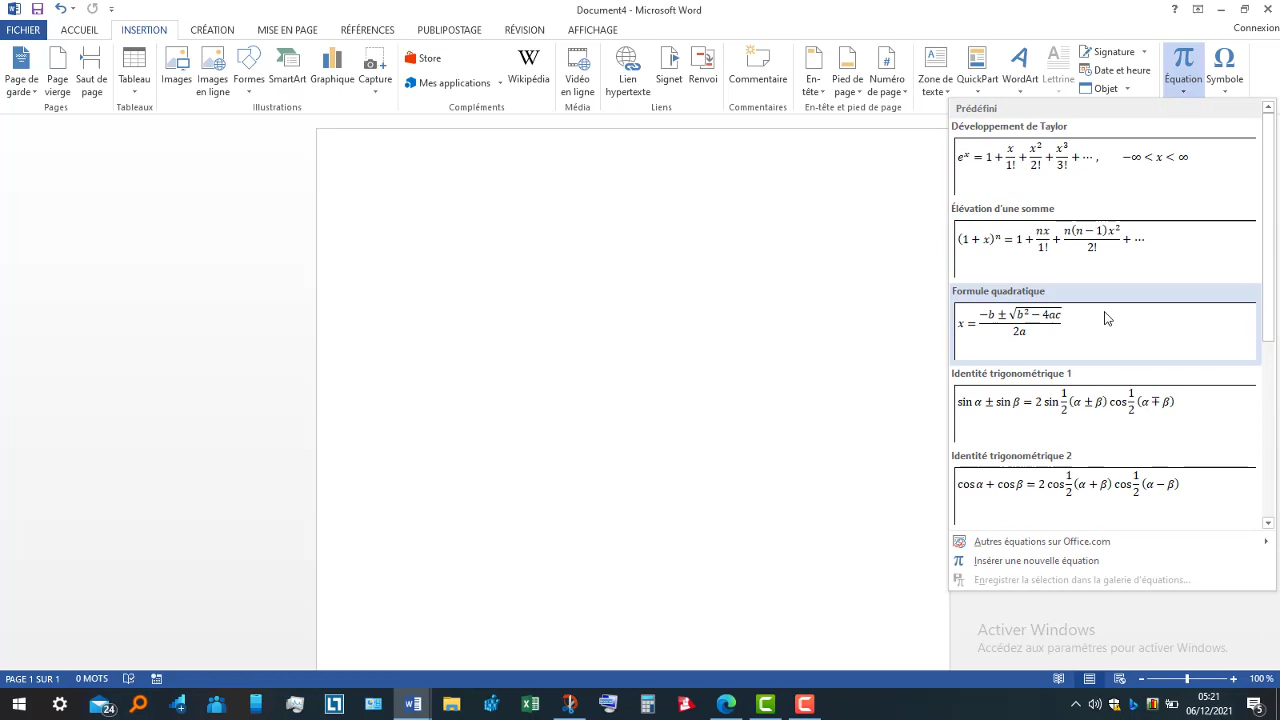 Document4 - Microsoft Word
FICHIER ACCUEIL INSERTION CRÉATION MISE EN PAGE RÉFÉRENCES PUBLIPOSTAGE RÉVISION AFFICHAGE Connexion
Page de garde
Page vierge
Saut de page
Tableau
Images
Images en ligne
Formes
SmartArt
Graphique
Capture
Store
Mes applications
Wikipédia
Vidéo en ligne
Lien hypertexte
Signet
Renvoi
Commentaire
En-tête
Pied de page
Numéro de page
Zone de texte
QuickPart
WordArt
Lettrine
Signature
Date et heure
Objet
Équation
Symbole
Pages Tableaux Illustrations Compléments Média Liens Commentaires En-tête et pied de page
Prédéfini
Développement de Taylor
e^x = 1 + x/1! + x^2/2! + x^3/3! + ⋯ , −∞ < x < ∞
Élévation d'une somme
(1 + x)^n = 1 + nx/1! + n(n − 1)x^2/2! + ⋯
Formule quadratique
x = (−b ± √(b^2 − 4ac))/2a
Identité trigonométrique 1
sin α ± sin β = 2 sin 1/2 (α ± β) cos 1/2 (α ∓ β)
Identité trigonométrique 2
cos α + cos β = 2 cos 1/2 (α + β) cos 1/2 (α − β)
Autres équations sur Office.com
Insérer une nouvelle équation
Enregistrer la sélection dans la galerie d'équations...
Activer Windows
Accédez aux paramètres pour activer Windows.
PAGE 1 SUR 1 0 MOTS 100 %
24
05:21
06/12/2021
5